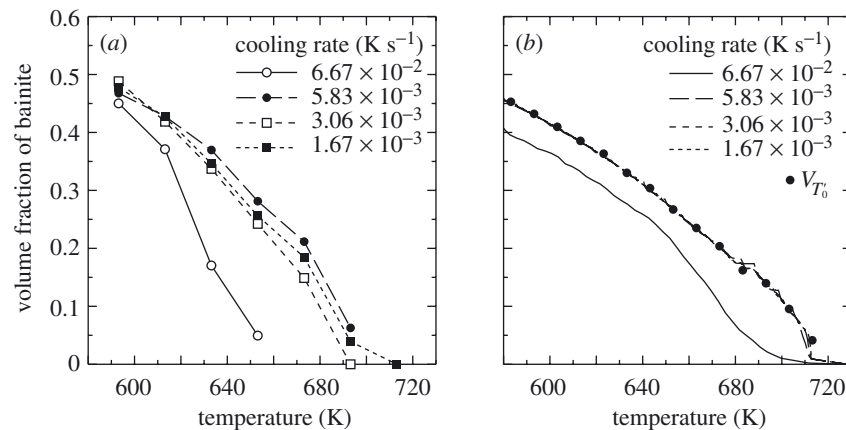 0.6
0.5
0.4
0.3
0.2
0.1
0
volume fraction of bainite
(a)
cooling rate (K s⁻¹)
6.67 × 10⁻²
5.83 × 10⁻³
3.06 × 10⁻³
1.67 × 10⁻³
600 640 680 720
temperature (K)
(b)
cooling rate (K s⁻¹)
6.67 × 10⁻²
5.83 × 10⁻³
3.06 × 10⁻³
1.67 × 10⁻³
V_{T₀′}
600 640 680 720
temperature (K)